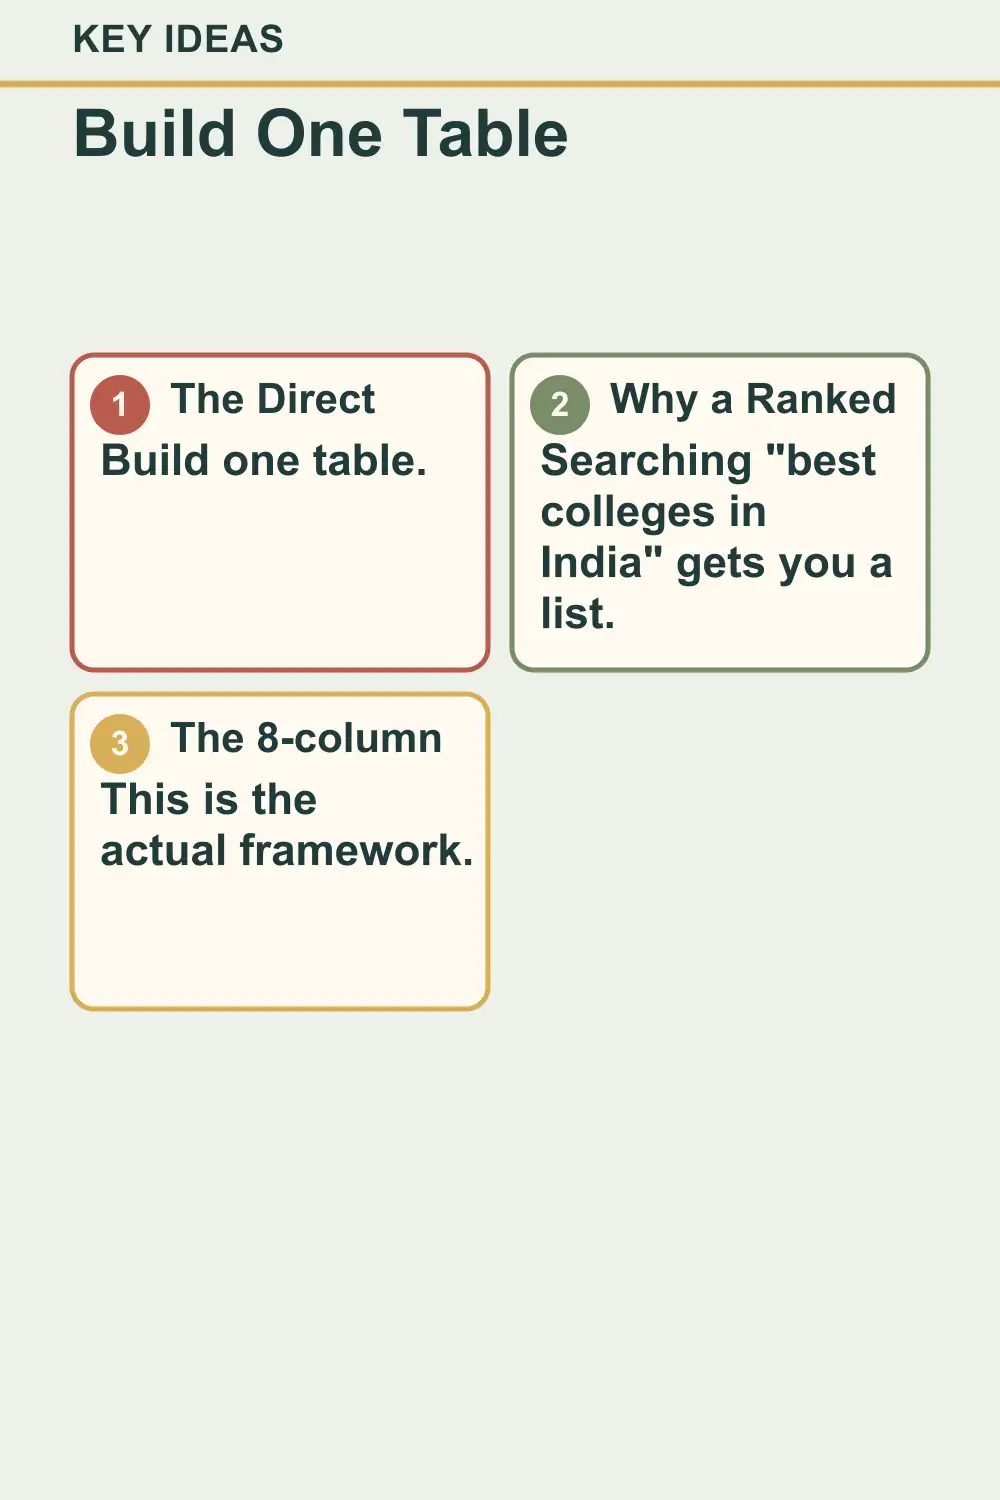 KEY IDEAS
Build One Table
1 The Direct
Build one table.
2 Why a Ranked
Searching "best
colleges in
India" gets you a
list.
3 The 8-column
This is the
actual framework.